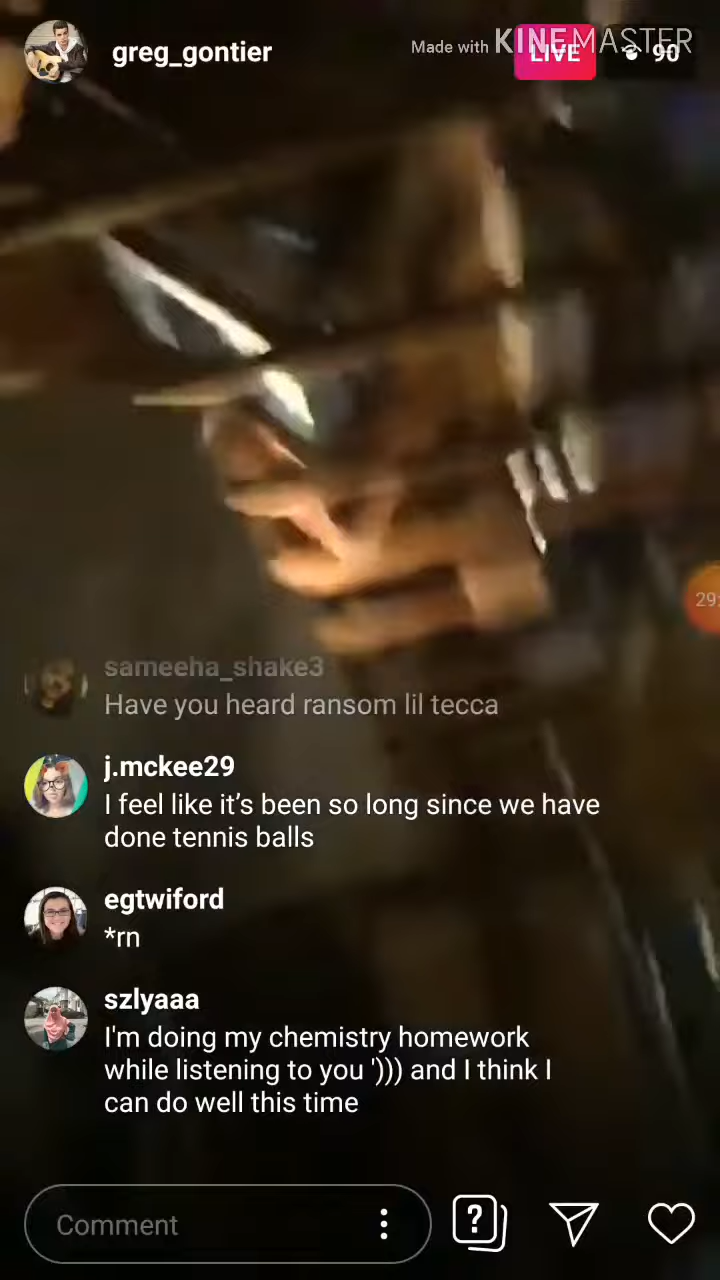 greg_gontier
Made with KINEMASTER
LIVE
90
29:
sameeha_shake3
Have you heard ransom lil tecca
j.mckee29
I feel like it’s been so long since we have
done tennis balls
egtwiford
*rn
szlyaaa
I'm doing my chemistry homework
while listening to you '))) and I think I
can do well this time
Comment
?